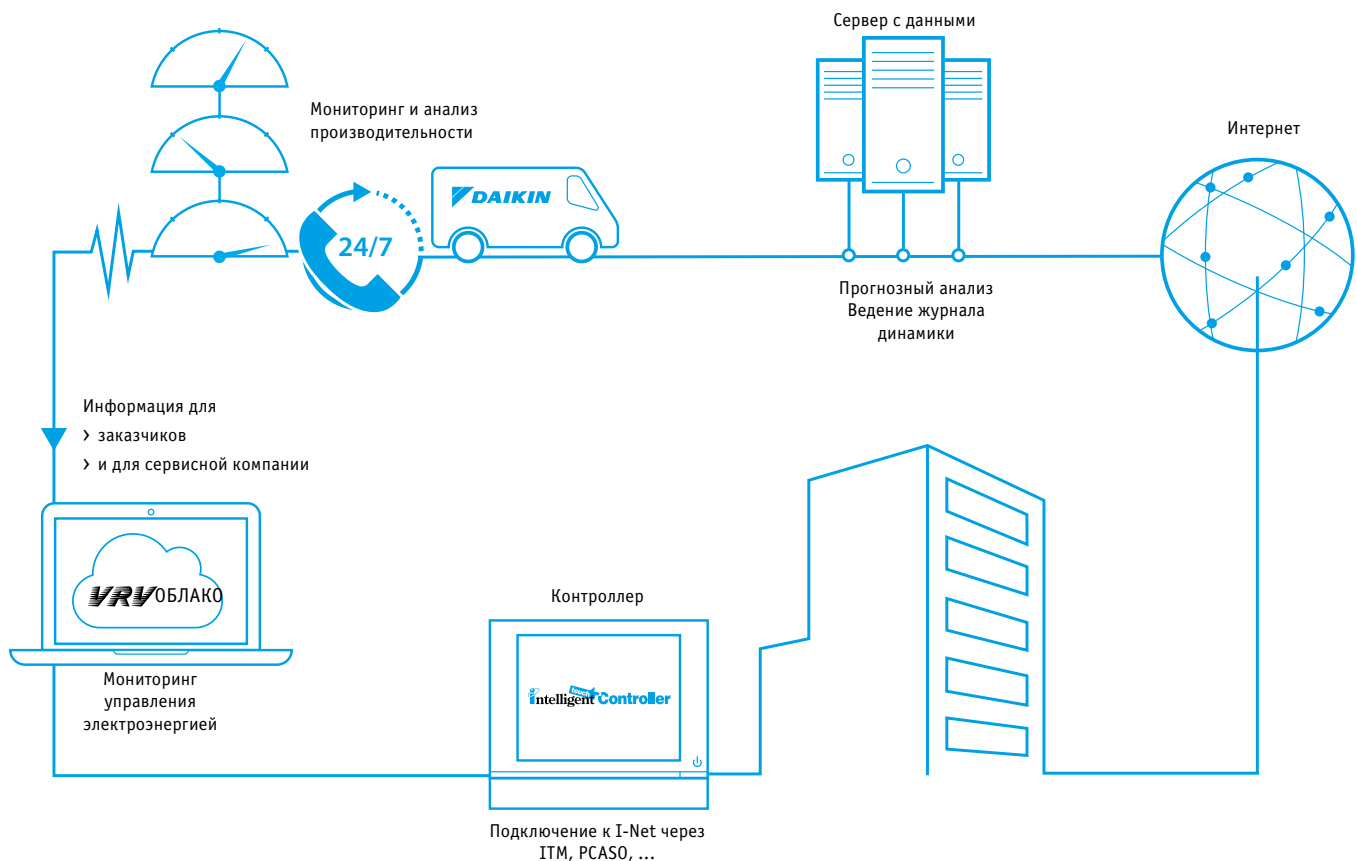 Сервер с данными
Мониторинг и анализ
производительности
Интернет
DAIKIN
24/7
Прогнозный анализ
Ведение журнала
динамики
Информация для
› заказчиков
› и для сервисной компании
VRV ОБЛАКО
Контроллер
intelligent touch Controller
Мониторинг
управления
электроэнергией
Подключение к I-Net через
ITM, PCASO, ...